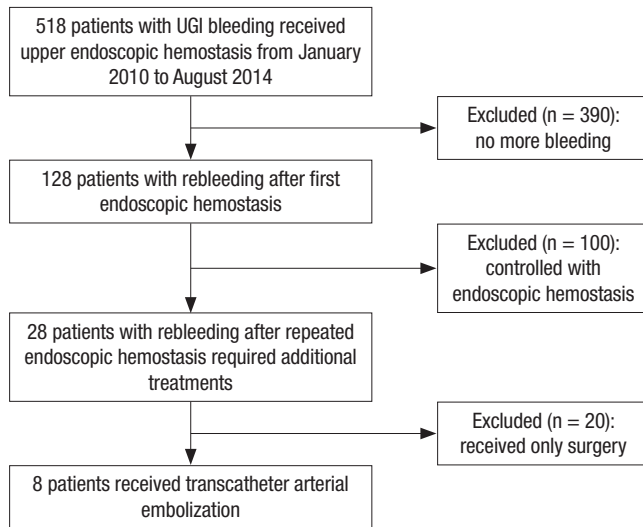 518 patients with UGI bleeding received
upper endoscopic hemostasis from January
2010 to August 2014
Excluded (n = 390):
no more bleeding
128 patients with rebleeding after first
endoscopic hemostasis
Excluded (n = 100):
controlled with
endoscopic hemostasis
28 patients with rebleeding after repeated
endoscopic hemostasis required additional
treatments
Excluded (n = 20):
received only surgery
8 patients received transcatheter arterial
embolization